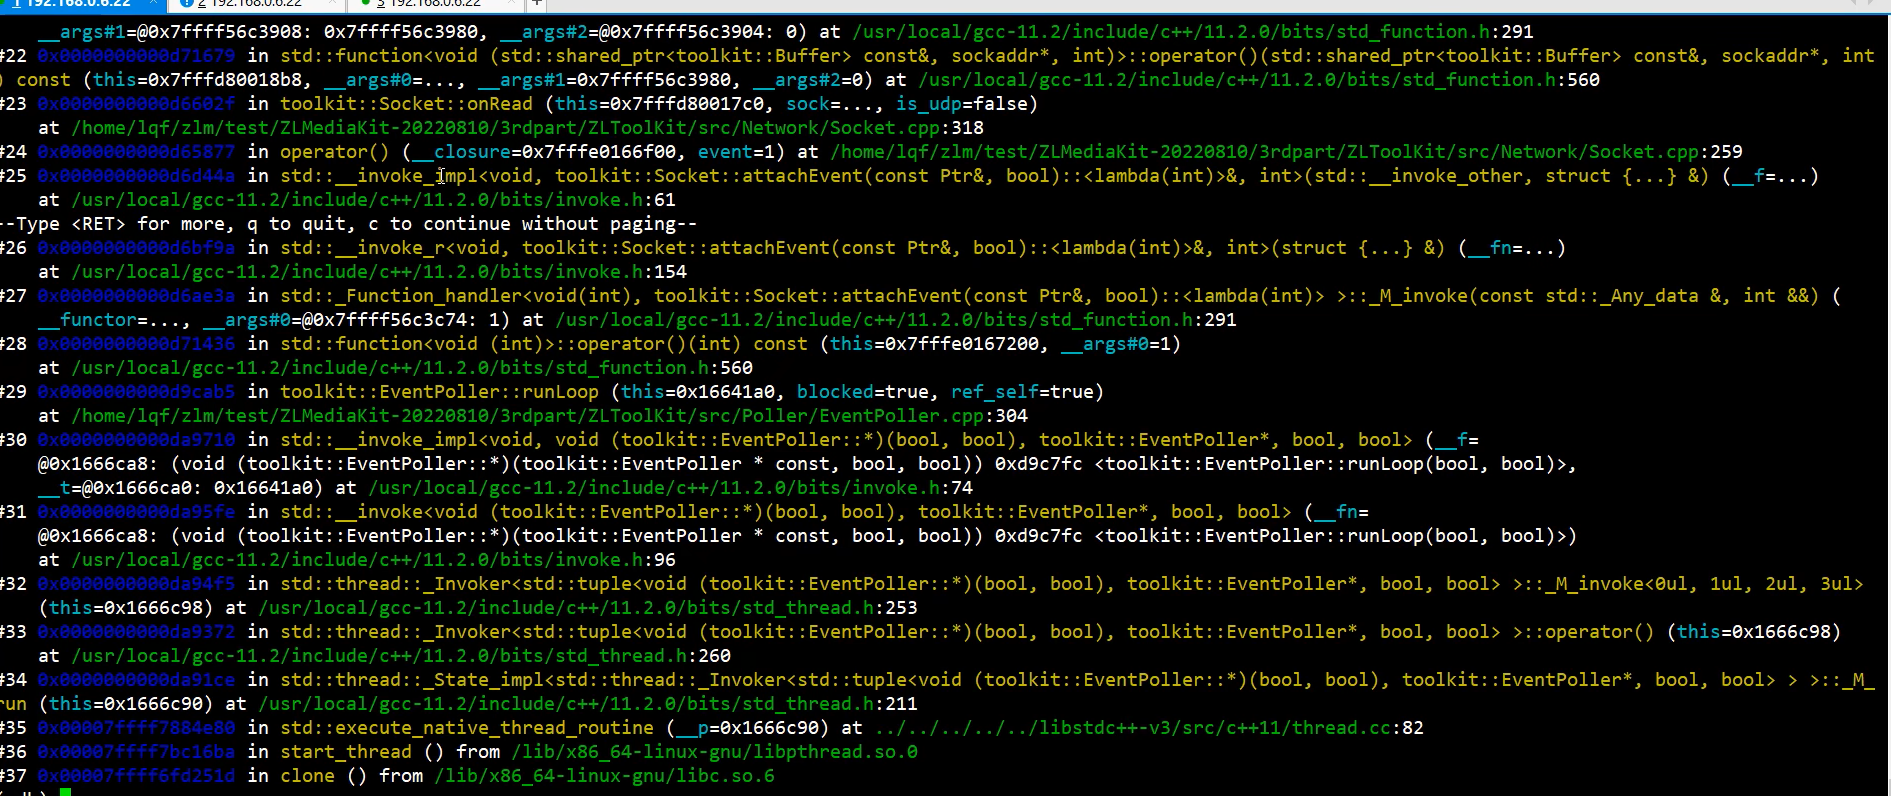 1 192.168.0.6.22
2 192.168.0.6.22
3 192.168.0.6.22
__args#1=@0x7ffff56c3908: 0x7ffff56c3980, __args#2=@0x7ffff56c3904: 0) at /usr/local/gcc-11.2/include/c++/11.2.0/bits/std_function.h:291
#22 0x0000000000d71679 in std::function<void (std::shared_ptr<toolkit::Buffer> const&, sockaddr*, int)>::operator()(std::shared_ptr<toolkit::Buffer> const&, sockaddr*, int
) const (this=0x7fffd80018b8, __args#0=..., __args#1=0x7ffff56c3980, __args#2=0) at /usr/local/gcc-11.2/include/c++/11.2.0/bits/std_function.h:560
#23 0x0000000000d6602f in toolkit::Socket::onRead (this=0x7fffd80017c0, sock=..., is_udp=false)
at /home/lqf/zlm/test/ZLMediaKit-20220810/3rdpart/ZLToolKit/src/Network/Socket.cpp:318
#24 0x0000000000d65877 in operator() (__closure=0x7fffe0166f00, event=1) at /home/lqf/zlm/test/ZLMediaKit-20220810/3rdpart/ZLToolKit/src/Network/Socket.cpp:259
#25 0x0000000000d6d44a in std::__invoke_impl<void, toolkit::Socket::attachEvent(const Ptr&, bool)::<lambda(int)>&, int>(std::__invoke_other, struct {...} &) (__f=...)
at /usr/local/gcc-11.2/include/c++/11.2.0/bits/invoke.h:61
--Type <RET> for more, q to quit, c to continue without paging--
#26 0x0000000000d6bf9a in std::__invoke_r<void, toolkit::Socket::attachEvent(const Ptr&, bool)::<lambda(int)>&, int>(struct {...} &) (__fn=...)
at /usr/local/gcc-11.2/include/c++/11.2.0/bits/invoke.h:154
#27 0x0000000000d6ae3a in std::_Function_handler<void(int), toolkit::Socket::attachEvent(const Ptr&, bool)::<lambda(int)> >::_M_invoke(const std::_Any_data &, int &&) (
__functor=..., __args#0=@0x7ffff56c3c74: 1) at /usr/local/gcc-11.2/include/c++/11.2.0/bits/std_function.h:291
#28 0x0000000000d71436 in std::function<void (int)>::operator()(int) const (this=0x7fffe0167200, __args#0=1)
at /usr/local/gcc-11.2/include/c++/11.2.0/bits/std_function.h:560
#29 0x0000000000d9cab5 in toolkit::EventPoller::runLoop (this=0x16641a0, blocked=true, ref_self=true)
at /home/lqf/zlm/test/ZLMediaKit-20220810/3rdpart/ZLToolKit/src/Poller/EventPoller.cpp:304
#30 0x0000000000da9710 in std::__invoke_impl<void, void (toolkit::EventPoller::*)(bool, bool), toolkit::EventPoller*, bool, bool> (__f=
@0x1666ca8: (void (toolkit::EventPoller::*)(toolkit::EventPoller * const, bool, bool)) 0xd9c7fc <toolkit::EventPoller::runLoop(bool, bool)>,
__t=@0x1666ca0: 0x16641a0) at /usr/local/gcc-11.2/include/c++/11.2.0/bits/invoke.h:74
#31 0x0000000000da95fe in std::__invoke<void (toolkit::EventPoller::*)(bool, bool), toolkit::EventPoller*, bool, bool> (__fn=
@0x1666ca8: (void (toolkit::EventPoller::*)(toolkit::EventPoller * const, bool, bool)) 0xd9c7fc <toolkit::EventPoller::runLoop(bool, bool)>)
at /usr/local/gcc-11.2/include/c++/11.2.0/bits/invoke.h:96
#32 0x0000000000da94f5 in std::thread::_Invoker<std::tuple<void (toolkit::EventPoller::*)(bool, bool), toolkit::EventPoller*, bool, bool> >::_M_invoke<0ul, 1ul, 2ul, 3ul>
(this=0x1666c98) at /usr/local/gcc-11.2/include/c++/11.2.0/bits/std_thread.h:253
#33 0x0000000000da9372 in std::thread::_Invoker<std::tuple<void (toolkit::EventPoller::*)(bool, bool), toolkit::EventPoller*, bool, bool> >::operator() (this=0x1666c98)
at /usr/local/gcc-11.2/include/c++/11.2.0/bits/std_thread.h:260
#34 0x0000000000da91ce in std::thread::_State_impl<std::thread::_Invoker<std::tuple<void (toolkit::EventPoller::*)(bool, bool), toolkit::EventPoller*, bool, bool> > >::_M_
run (this=0x1666c90) at /usr/local/gcc-11.2/include/c++/11.2.0/bits/std_thread.h:211
#35 0x00007ffff7884e80 in std::execute_native_thread_routine (__p=0x1666c90) at ../../../../../libstdc++-v3/src/c++11/thread.cc:82
#36 0x00007ffff7bc16ba in start_thread () from /lib/x86_64-linux-gnu/libpthread.so.0
#37 0x00007ffff6fd251d in clone () from /lib/x86_64-linux-gnu/libc.so.6